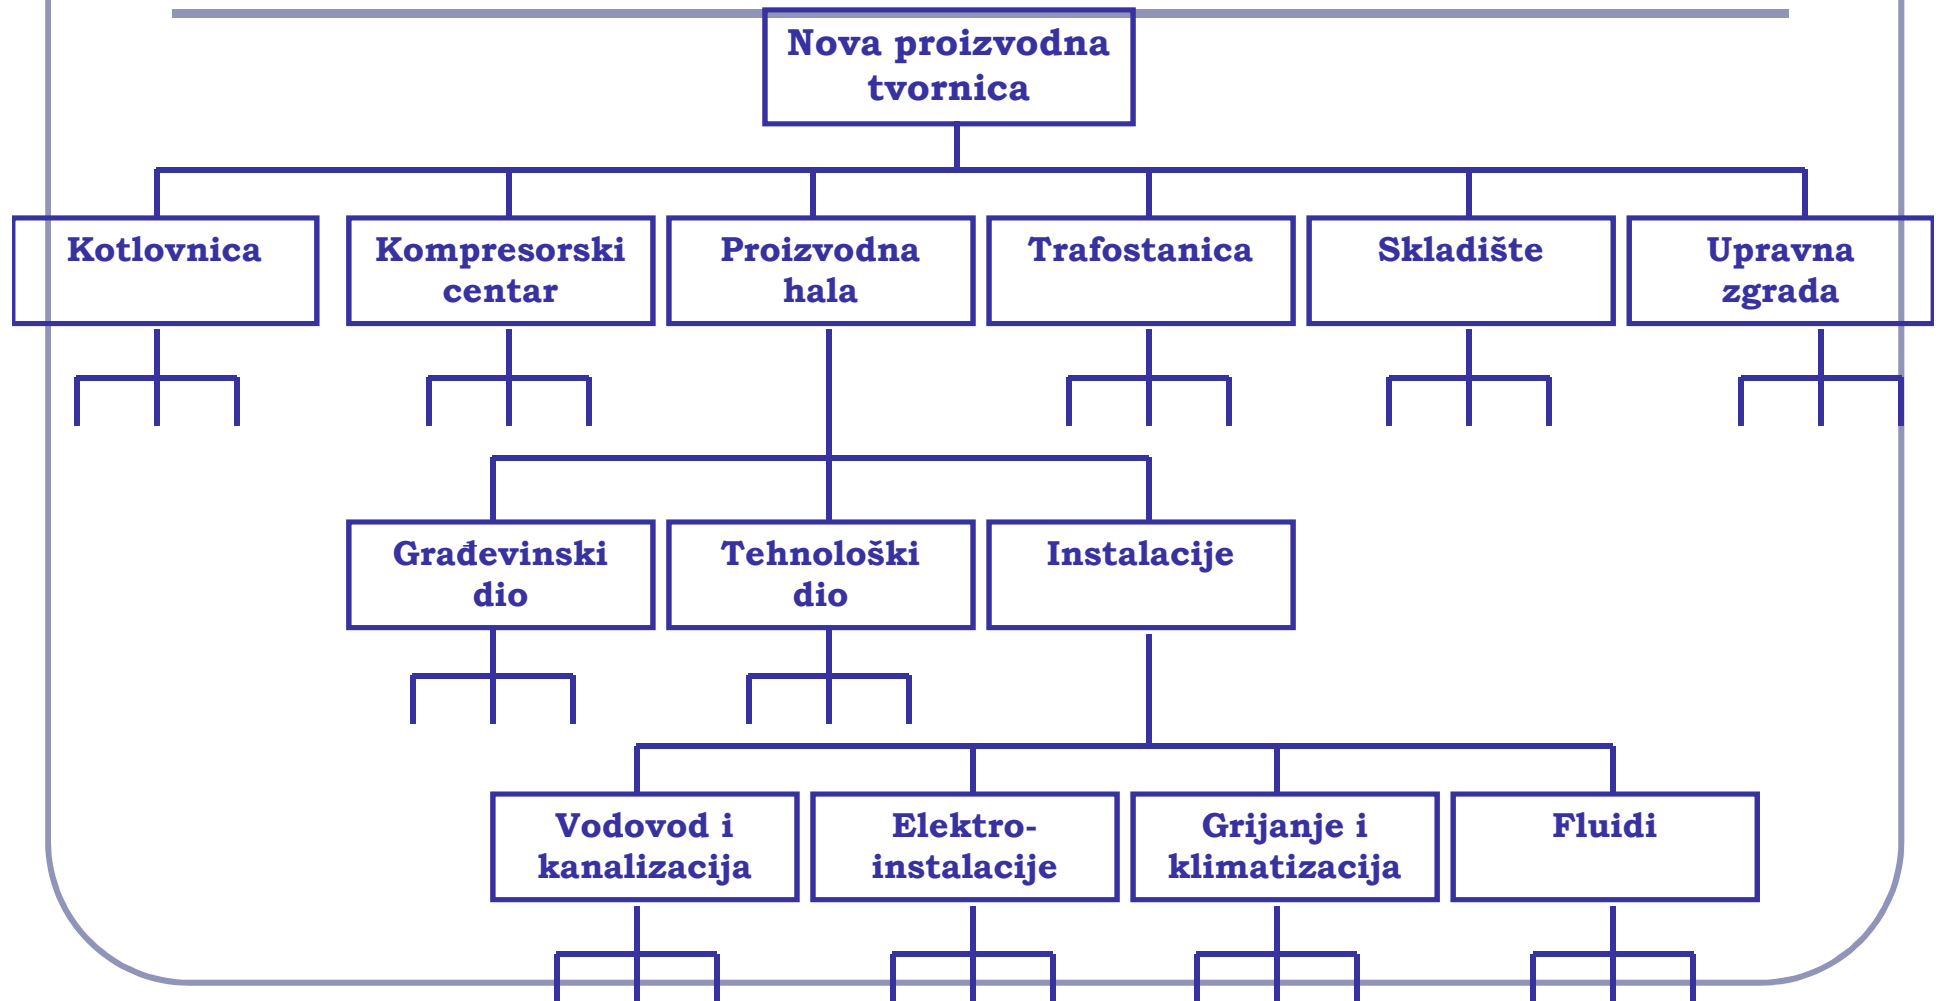 Nova proizvodna
tvornica
Kotlovnica
Kompresorski
centar
Proizvodna
hala
Trafostanica
Skladište
Upravna
zgrada
Građevinski
dio
Tehnološki
dio
Instalacije
Vodovod i
kanalizacija
Elektro-
instalacije
Grijanje i
klimatizacija
Fluidi